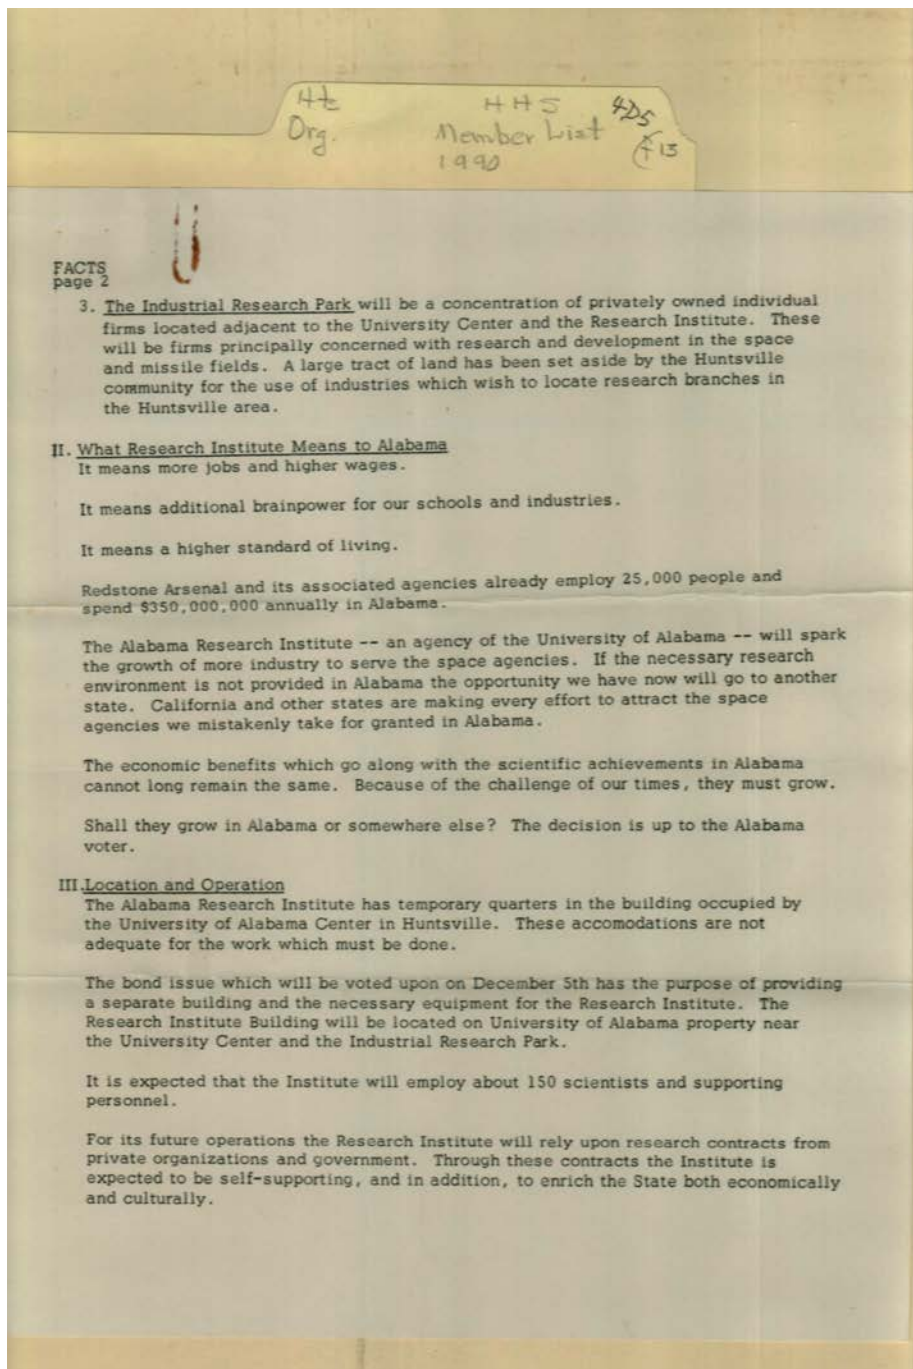 Ht HHS 4D5
Org. Member List F13
1990
FACTS
page 2
3. The Industrial Research Park will be a concentration of privately owned individual
firms located adjacent to the University Center and the Research Institute. These
will be firms principally concerned with research and development in the space
and missile fields. A large tract of land has been set aside by the Huntsville
community for the use of industries which wish to locate research branches in
the Huntsville area.
II. What Research Institute Means to Alabama
It means more jobs and higher wages.
It means additional brainpower for our schools and industries.
It means a higher standard of living.
Redstone Arsenal and its associated agencies already employ 25,000 people and
spend $350,000,000 annually in Alabama.
The Alabama Research Institute -- an agency of the University of Alabama -- will spark
the growth of more industry to serve the space agencies. If the necessary research
environment is not provided in Alabama the opportunity we have now will go to another
state. California and other states are making every effort to attract the space
agencies we mistakenly take for granted in Alabama.
The economic benefits which go along with the scientific achievements in Alabama
cannot long remain the same. Because of the challenge of our times, they must grow.
Shall they grow in Alabama or somewhere else? The decision is up to the Alabama
voter.
III. Location and Operation
The Alabama Research Institute has temporary quarters in the building occupied by
the University of Alabama Center in Huntsville. These accomodations are not
adequate for the work which must be done.
The bond issue which will be voted upon on December 5th has the purpose of providing
a separate building and the necessary equipment for the Research Institute. The
Research Institute Building will be located on University of Alabama property near
the University Center and the Industrial Research Park.
It is expected that the Institute will employ about 150 scientists and supporting
personnel.
For its future operations the Research Institute will rely upon research contracts from
private organizations and government. Through these contracts the Institute is
expected to be self-supporting, and in addition, to enrich the State both economically
and culturally.